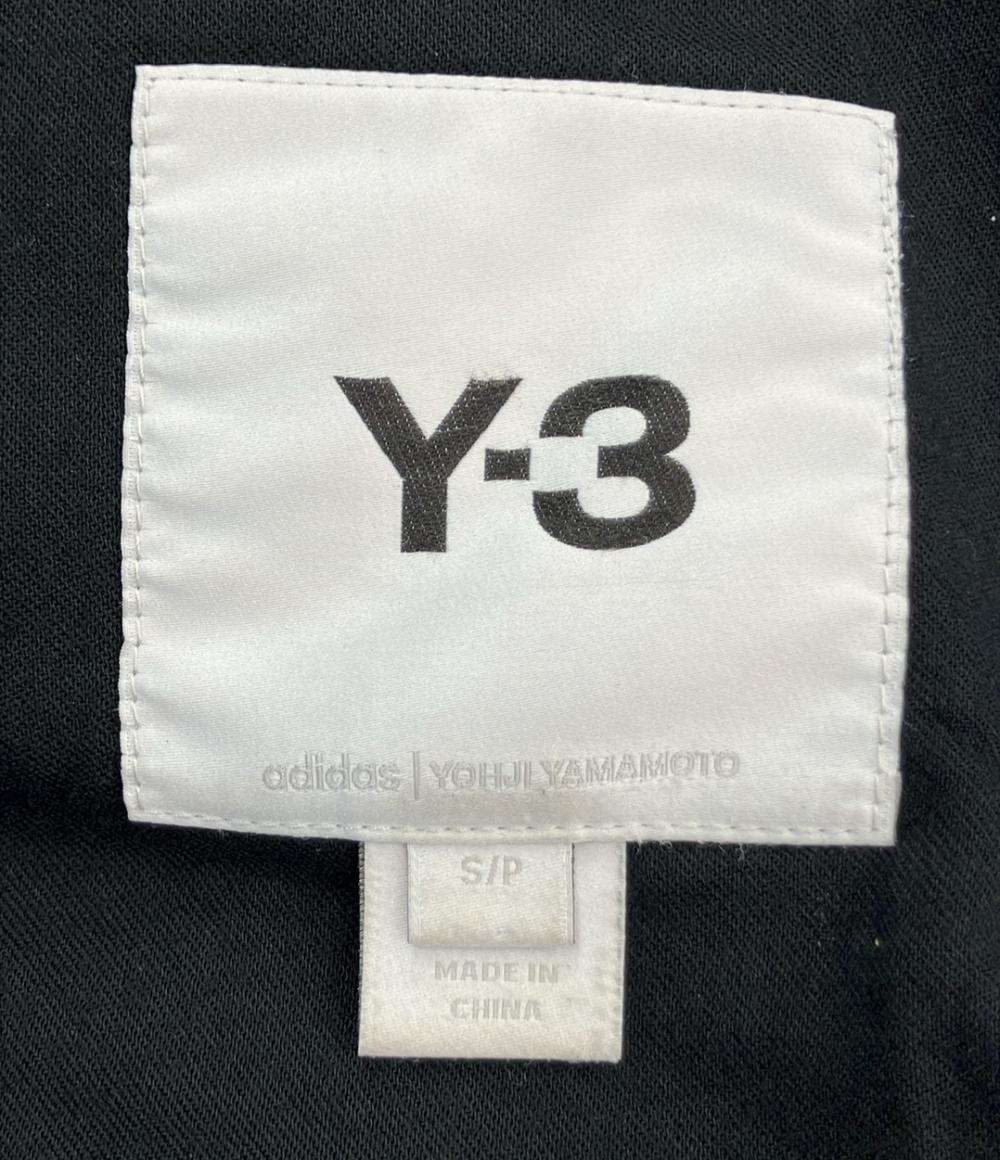 Y-3
adidas | YOHJI YAMAMOTO
S/P
MADE IN
CHINA